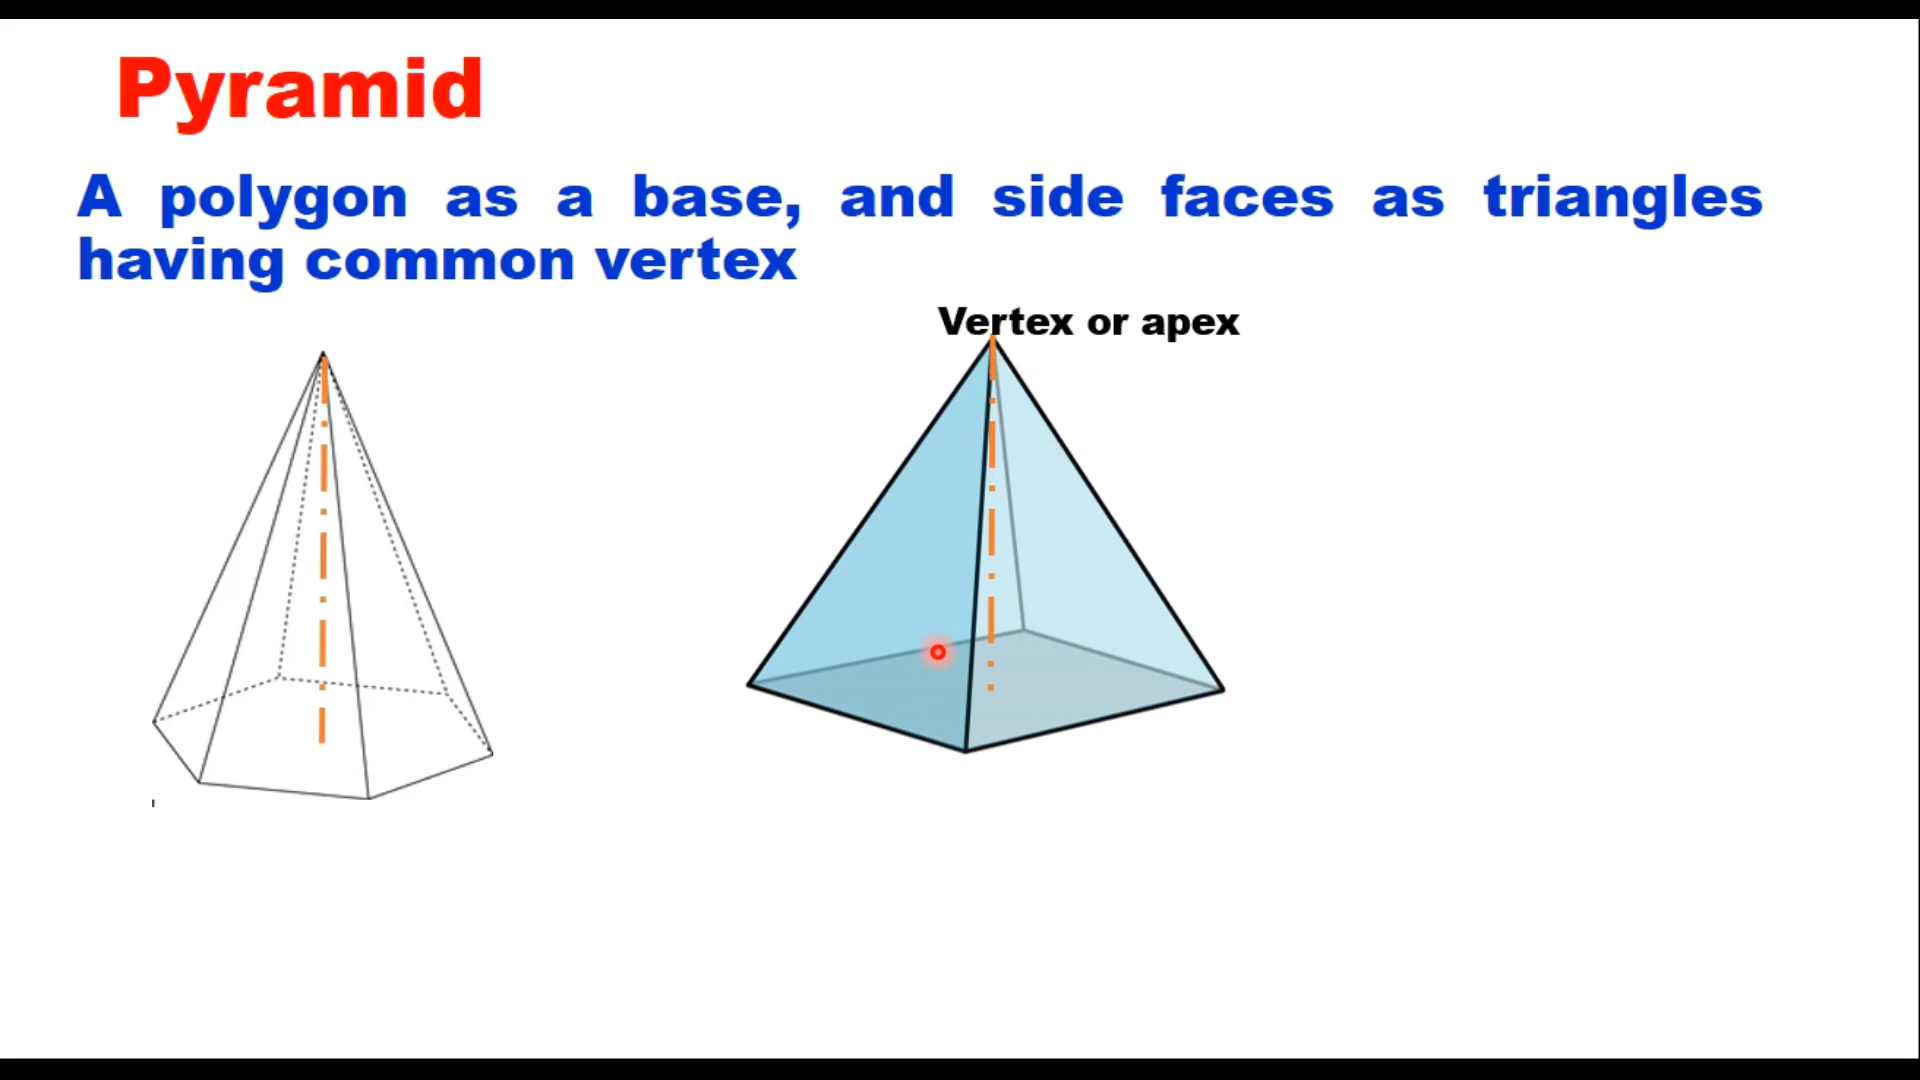 Pyramid
A polygon as a base, and side faces as triangles
having common vertex
Vertex or apex